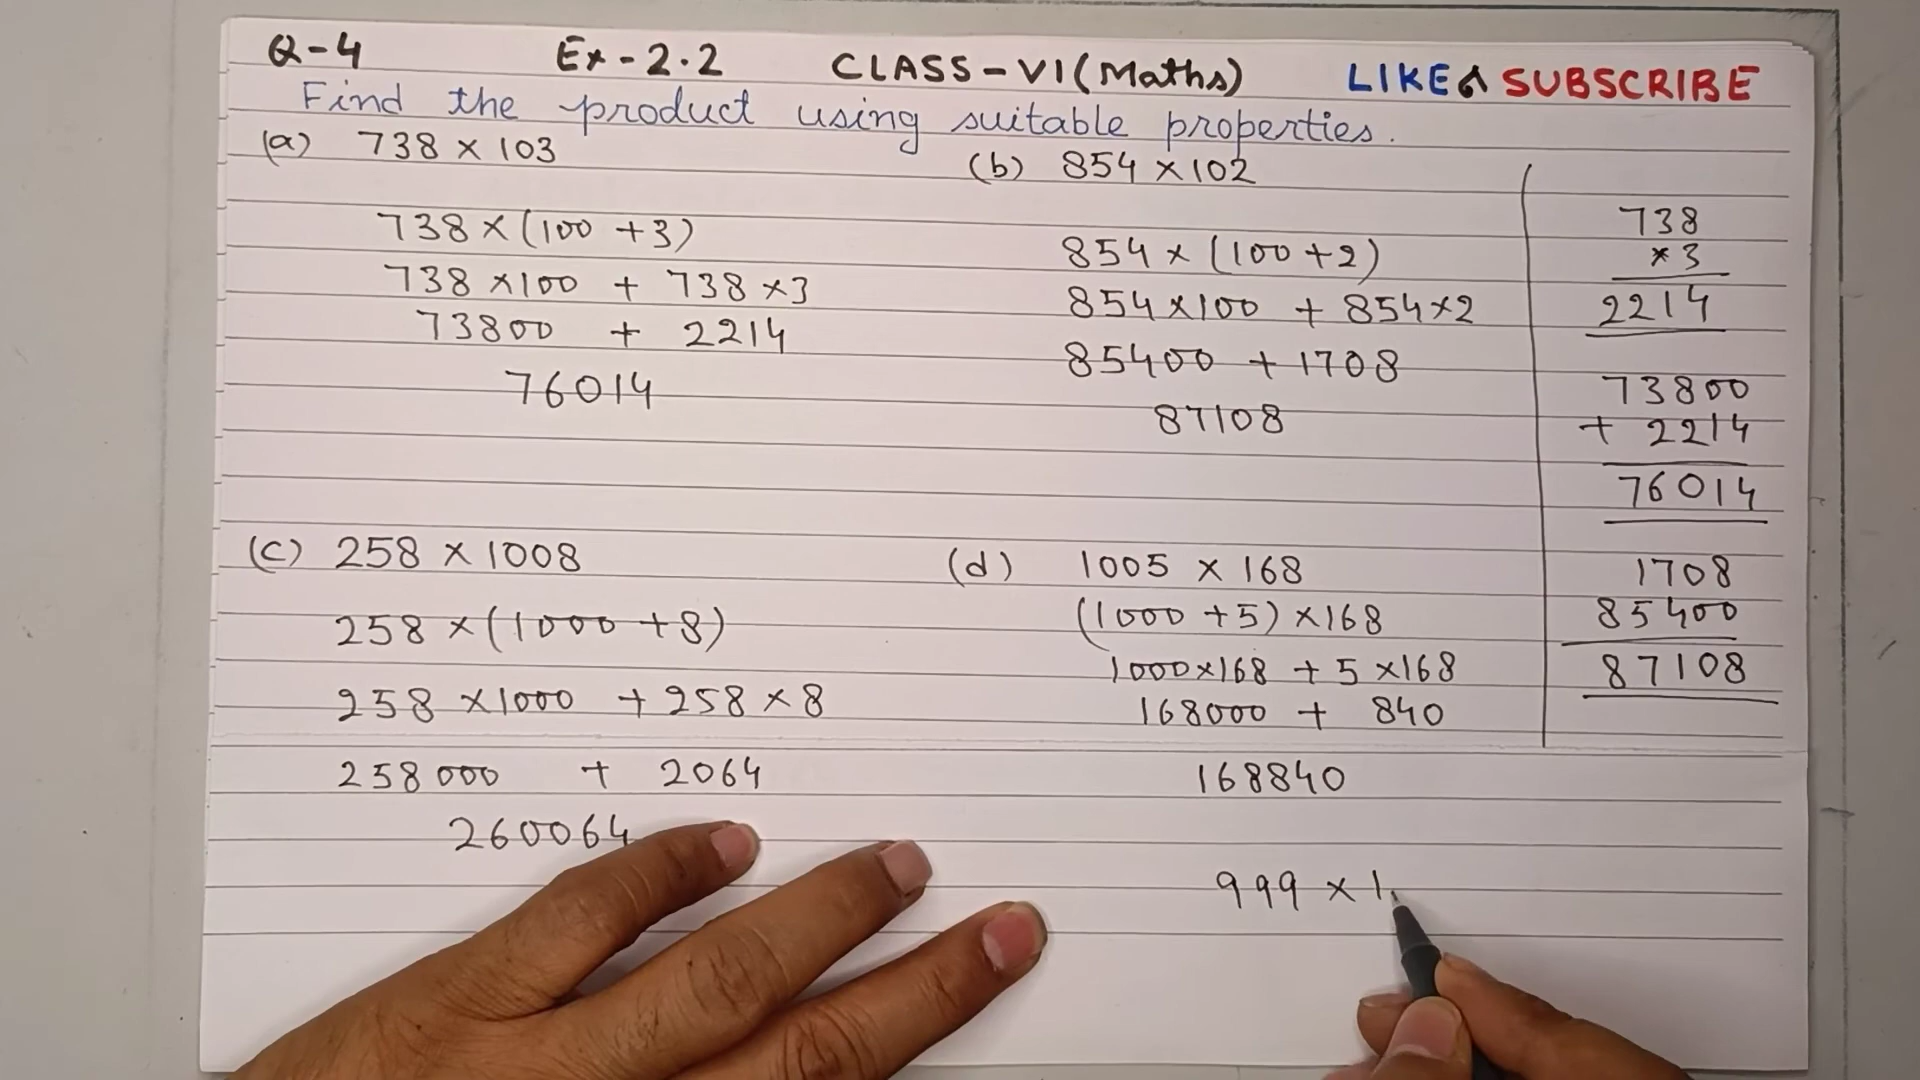 Q-4 Ex-2.2 CLASS-VI (Maths) LIKE & SUBSCRIBE
Find the product using suitable properties.
(a) 738 × 103
738 × (100 + 3)
738 × 100 + 738 × 3
73800 + 2214
76014
(b) 854 × 102
854 × (100 + 2)
854 × 100 + 854 × 2
85400 + 1708
87108
738
× 3
2214
73800
+ 2214
76014
1708
85400
87108
(c) 258 × 1008
258 × (1000 + 8)
258 × 1000 + 258 × 8
258000 + 2064
260064
(d) 1005 × 168
(1000 + 5) × 168
1000 × 168 + 5 × 168
168000 + 840
168840
999 × 1